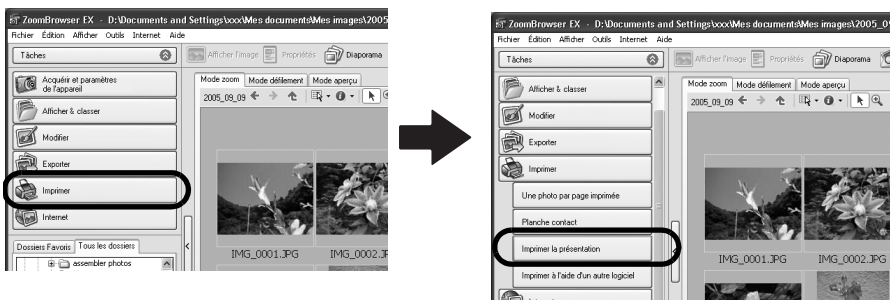 ZoomBrowser EX - D:\Documents and Settings\xxx\Mes documents\Mes images\2005
Fichier Édition Afficher Outils Internet Aide
Tâches
Afficher l'image Propriétés Diaporama
Acquérir et paramètres
de l'appareil
Afficher & classer
Modifier
Exporter
Imprimer
Internet
Dossiers Favoris Tous les dossiers
assembler photos
Mode zoom Mode défilement Mode aperçu
2005_09_09
IMG_0001.JPG IMG_0002.JP
ZoomBrowser EX - D:\Documents and Settings\xxx\Mes documents\Mes images\2005_0
Fichier Édition Afficher Outils Internet Aide
Tâches
Afficher l'image Propriétés Diaporama
Afficher & classer
Modifier
Exporter
Imprimer
Une photo par page imprimée
Planche contact
Imprimer la présentation
Imprimer à l'aide d'un autre logiciel
Mode zoom Mode défilement Mode aperçu
2005_09_09
IMG_0001.JPG IMG_0002.JPG